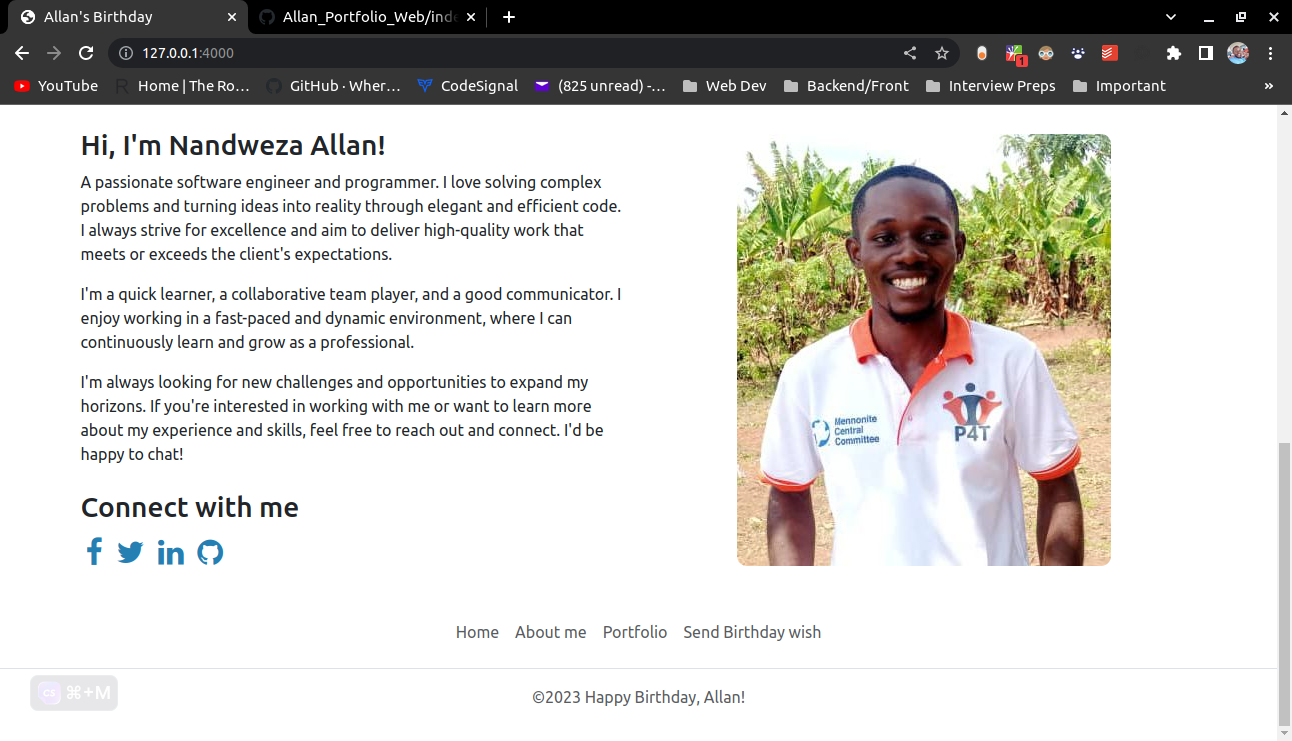 Allan's Birthday
Allan_Portfolio_Web/inde
127.0.0.1:4000
1
YouTube
Home | The Ro…
GitHub · Wher…
CodeSignal
(825 unread) -…
Web Dev
Backend/Front
Interview Preps
Important
»
Hi, I'm Nandweza Allan!
A passionate software engineer and programmer. I love solving complex
problems and turning ideas into reality through elegant and efficient code.
I always strive for excellence and aim to deliver high-quality work that
meets or exceeds the client's expectations.
I'm a quick learner, a collaborative team player, and a good communicator. I
enjoy working in a fast-paced and dynamic environment, where I can
continuously learn and grow as a professional.
I'm always looking for new challenges and opportunities to expand my
horizons. If you're interested in working with me or want to learn more
about my experience and skills, feel free to reach out and connect. I'd be
happy to chat!
Connect with me
Mennonite
Central
Committee
P4T
Home
About me
Portfolio
Send Birthday wish
CS ⌘+M
©2023 Happy Birthday, Allan!